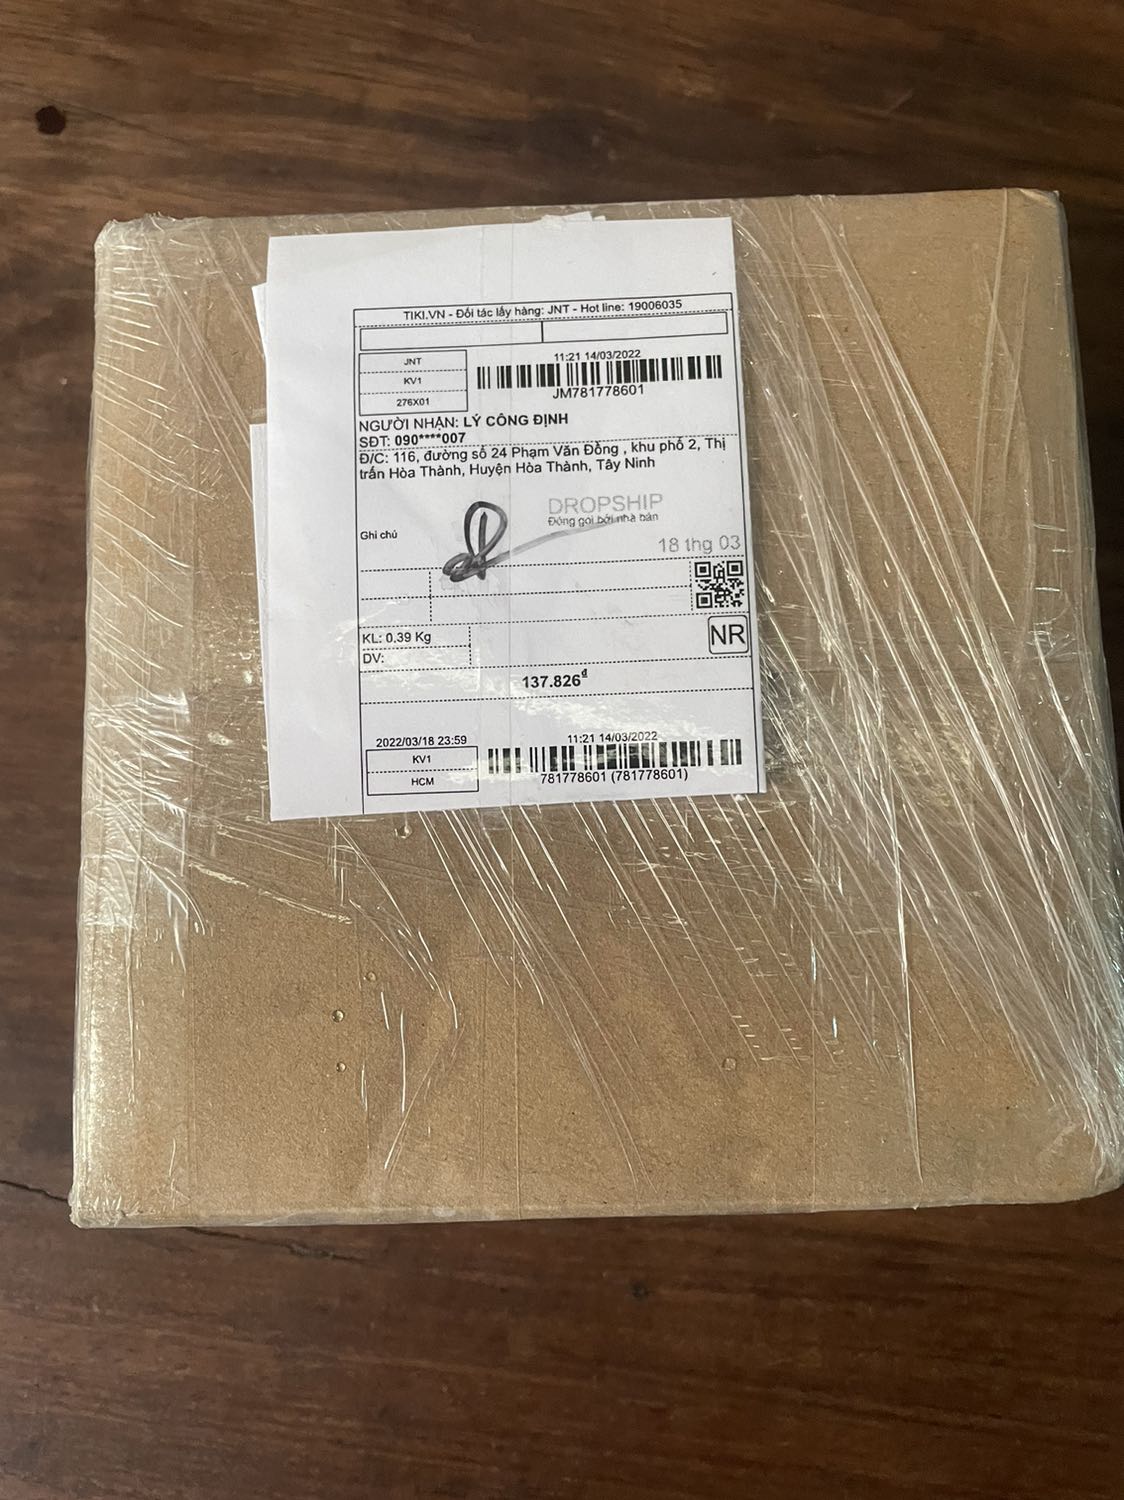 TIKI.VN - Đối tác lấy hàng: JNT - Hot line: 19006035
JNT
KV1
276X01
11:21 14/03/2022
JM781778601
NGƯỜI NHẬN: LÝ CÔNG ĐỊNH
SĐT: 090****007
Đ/C: 116, đường số 24 Phạm Văn Đồng , khu phố 2, Thị
trấn Hòa Thành, Huyện Hòa Thành, Tây Ninh
DROPSHIP
Đóng gói bởi nhà bán
Ghi chú
18 thg 03
KL: 0.39 Kg
NR
DV:
137.826đ
2022/03/18 23:59
KV1
HCM
11:21 14/03/2022
781778601 (781778601)